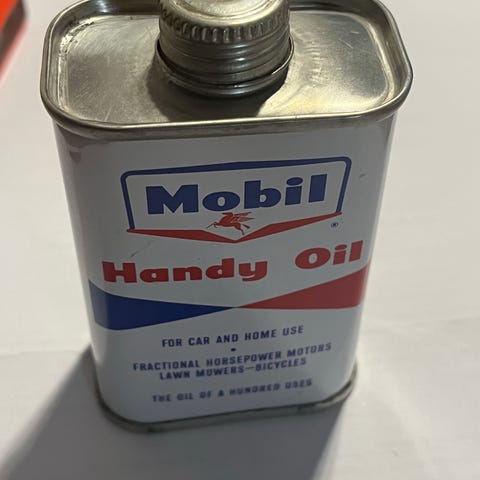 Mobil
®
Handy Oil
FOR CAR AND HOME USE
•
FRACTIONAL HORSEPOWER MOTORS
LAWN MOWERS—BICYCLES
THE OIL OF A HUNDRED USES